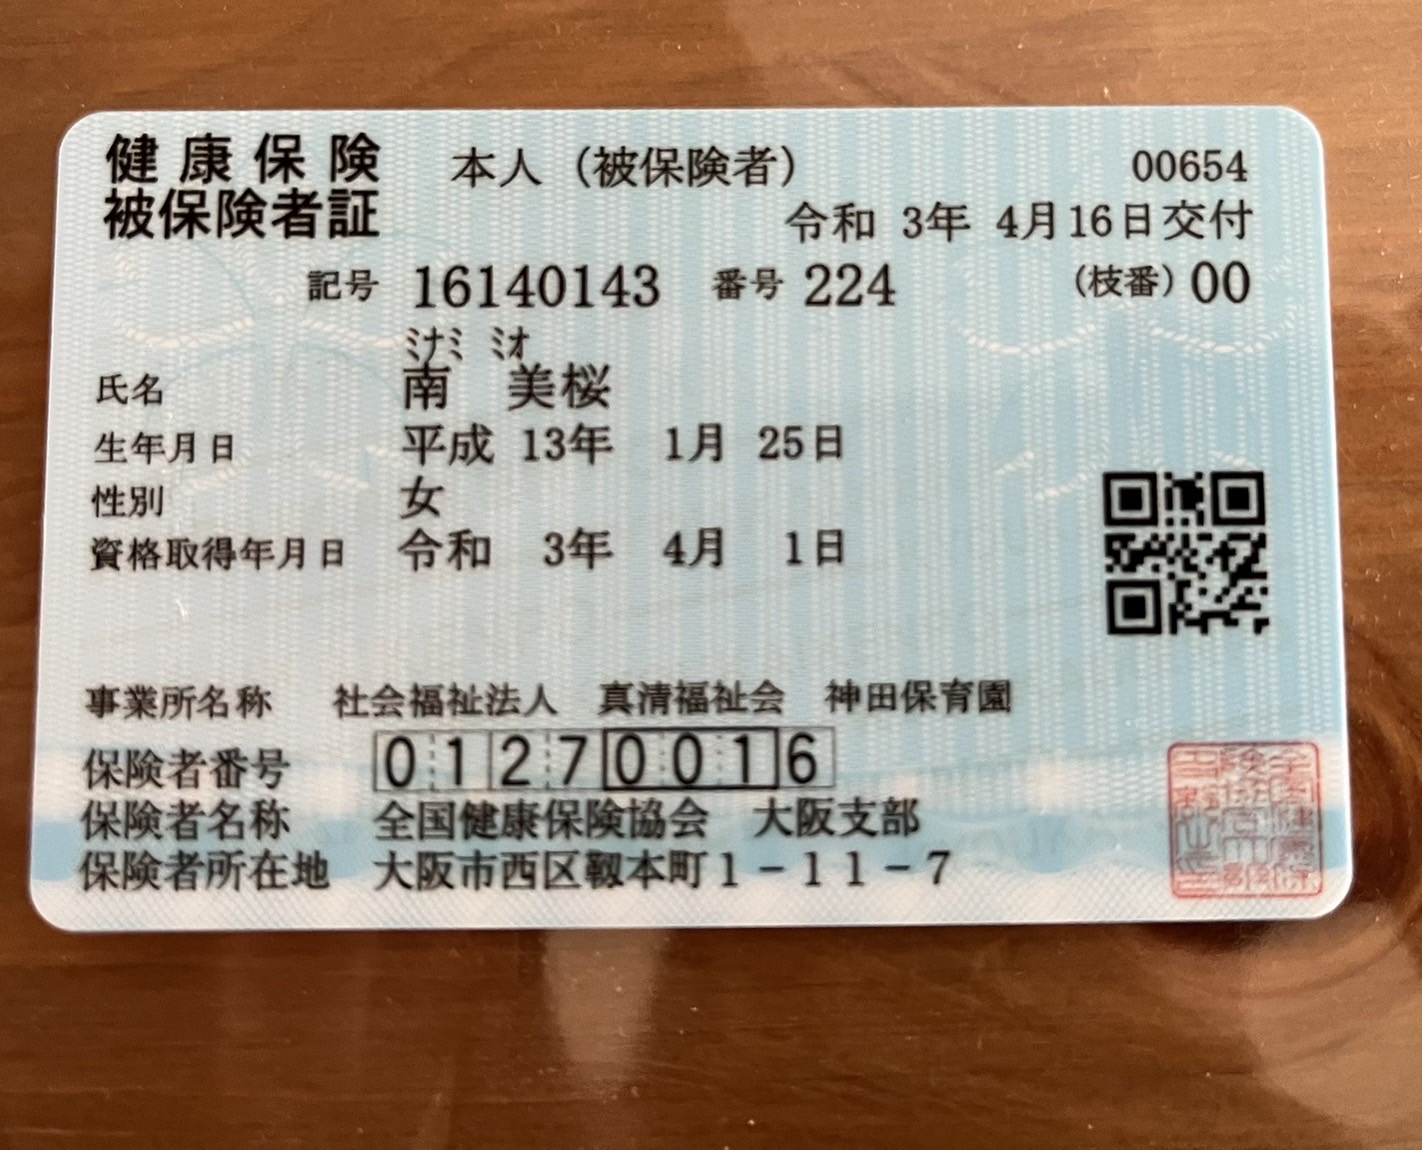 健康保険 本人（被保険者） 00654
被保険者証 令和 3年 4月16日交付
記号 16140143 番号 224 （枝番）00
ﾐﾅﾐ ﾐｵ
氏名 南 美桜
生年月日 平成 13年 1月 25日
性別 女
資格取得年月日 令和 3年 4月 1日
事業所名称 社会福祉法人 真清福祉会 神田保育園
保険者番号 01270016
保険者名称 全国健康保険協会 大阪支部
保険者所在地 大阪市西区靱本町1－11－7